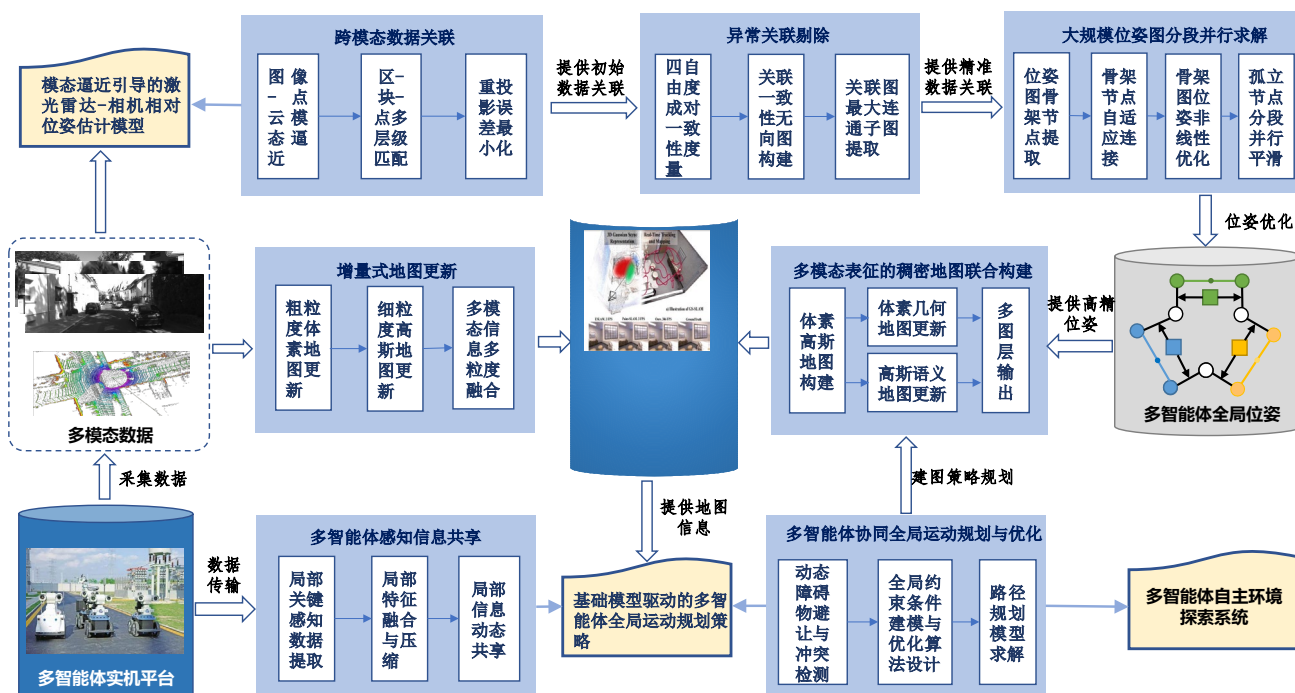 跨模态数据关联
图像
-点
云模
态逼
近
区-
块-
点多
层级
匹配
重投
影误
差最
小化
提供初始
数据关联
异常关联剔除
四自
由度
成对
一致
性度
量
关联
一致
性无
向图
构建
关联图
最大连
通子图
提取
提供精准
数据关联
大规模位姿图分段并行求解
位姿
图骨
架节
点提
取
骨架
节点
自适
应连
接
骨架
图位
姿非
线性
优化
孤立
节点
分段
并行
平滑
模态逼近引导的激
光雷达-相机相对
位姿估计模型
位姿优化
多模态数据
增量式地图更新
粗粒
度体
素地
图更
新
细粒
度高
斯地
图更
新
多模
态信
息多
粒度
融合
3D Gaussian Splats
Representation
Real-Time Tracking
and Mapping
多模态表征的稠密地图联合构建
体素
高斯
地图
构建
体素几何
地图更新
高斯语义
地图更新
多
图
层
输
出
提供高精
位姿
多智能体全局位姿
采集数据
提供地图
信息
建图策略规划
多智能体实机平台
数据
传输
多智能体感知信息共享
局部
关键
感知
数据
提取
局部
特征
融合
与压
缩
局部
信息
动态
共享
基础模型驱动的多智
能体全局运动规划策
略
多智能体协同全局运动规划与优化
动态
障碍
物避
让与
冲突
检测
全局约
束条件
建模与
优化算
法设计
路径
规划
模型
求解
多智能体自主环境
探索系统